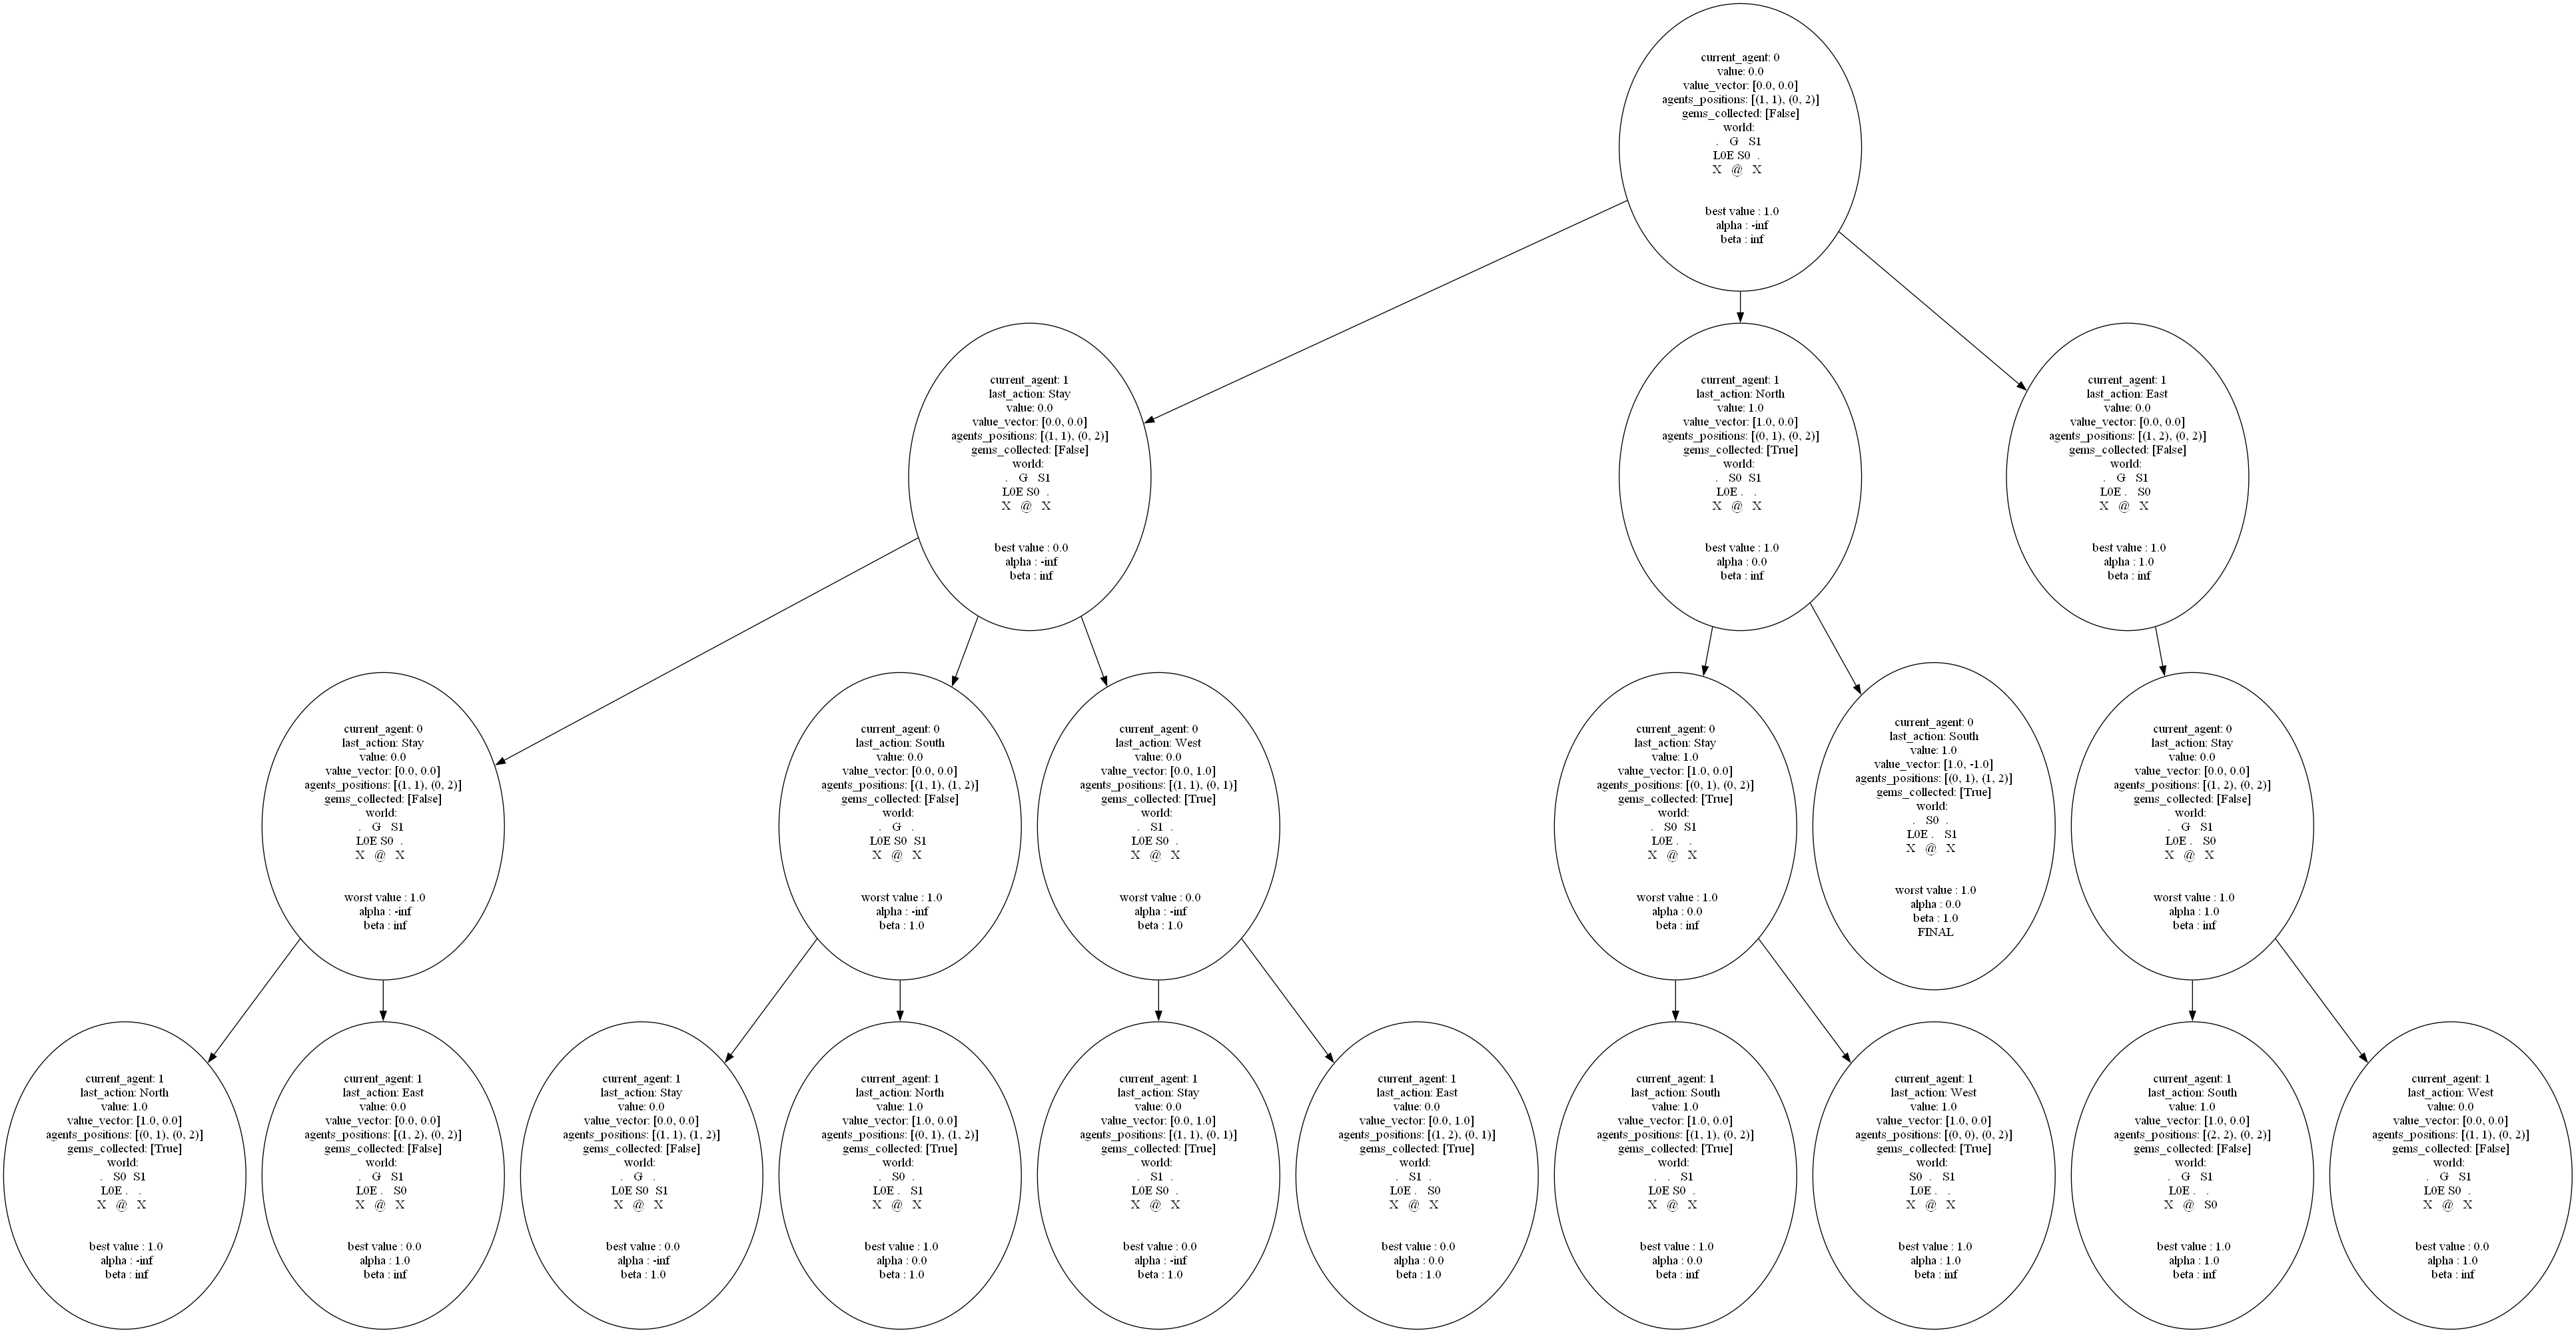 current_agent: 0
value: 0.0
value_vector: [0.0, 0.0]
agents_positions: [(1, 1), (0, 2)]
gems_collected: [False]
world:
. G S1
L0E S0 .
X @ X
best value : 1.0
alpha : -inf
beta : inf
current_agent: 1
last_action: Stay
value: 0.0
value_vector: [0.0, 0.0]
agents_positions: [(1, 1), (0, 2)]
gems_collected: [False]
world:
. G S1
L0E S0 .
X @ X
best value : 0.0
alpha : -inf
beta : inf
current_agent: 1
last_action: North
value: 1.0
value_vector: [1.0, 0.0]
agents_positions: [(0, 1), (0, 2)]
gems_collected: [True]
world:
. S0 S1
L0E . .
X @ X
best value : 1.0
alpha : 0.0
beta : inf
current_agent: 1
last_action: East
value: 0.0
value_vector: [0.0, 0.0]
agents_positions: [(1, 2), (0, 2)]
gems_collected: [False]
world:
. G S1
L0E . S0
X @ X
best value : 1.0
alpha : 1.0
beta : inf
current_agent: 0
last_action: Stay
value: 0.0
value_vector: [0.0, 0.0]
agents_positions: [(1, 1), (0, 2)]
gems_collected: [False]
world:
. G S1
L0E S0 .
X @ X
worst value : 1.0
alpha : -inf
beta : inf
current_agent: 0
last_action: South
value: 0.0
value_vector: [0.0, 0.0]
agents_positions: [(1, 1), (1, 2)]
gems_collected: [False]
world:
. G .
L0E S0 S1
X @ X
worst value : 1.0
alpha : -inf
beta : 1.0
current_agent: 0
last_action: West
value: 0.0
value_vector: [0.0, 1.0]
agents_positions: [(1, 1), (0, 1)]
gems_collected: [True]
world:
. S1 .
L0E S0 .
X @ X
worst value : 0.0
alpha : -inf
beta : 1.0
current_agent: 0
last_action: Stay
value: 1.0
value_vector: [1.0, 0.0]
agents_positions: [(0, 1), (0, 2)]
gems_collected: [True]
world:
. S0 S1
L0E . .
X @ X
worst value : 1.0
alpha : 0.0
beta : inf
current_agent: 0
last_action: South
value: 1.0
value_vector: [1.0, -1.0]
agents_positions: [(0, 1), (1, 2)]
gems_collected: [True]
world:
. S0 .
L0E . S1
X @ X
worst value : 1.0
alpha : 0.0
beta : 1.0
FINAL
current_agent: 0
last_action: Stay
value: 0.0
value_vector: [0.0, 0.0]
agents_positions: [(1, 2), (0, 2)]
gems_collected: [False]
world:
. G S1
L0E . S0
X @ X
worst value : 1.0
alpha : 1.0
beta : inf
current_agent: 1
last_action: North
value: 1.0
value_vector: [1.0, 0.0]
agents_positions: [(0, 1), (0, 2)]
gems_collected: [True]
world:
. S0 S1
L0E . .
X @ X
best value : 1.0
alpha : -inf
beta : inf
current_agent: 1
last_action: East
value: 0.0
value_vector: [0.0, 0.0]
agents_positions: [(1, 2), (0, 2)]
gems_collected: [False]
world:
. G S1
L0E . S0
X @ X
best value : 0.0
alpha : 1.0
beta : inf
current_agent: 1
last_action: Stay
value: 0.0
value_vector: [0.0, 0.0]
agents_positions: [(1, 1), (1, 2)]
gems_collected: [False]
world:
. G .
L0E S0 S1
X @ X
best value : 0.0
alpha : -inf
beta : 1.0
current_agent: 1
last_action: North
value: 1.0
value_vector: [1.0, 0.0]
agents_positions: [(0, 1), (1, 2)]
gems_collected: [True]
world:
. S0 .
L0E . S1
X @ X
best value : 1.0
alpha : 0.0
beta : 1.0
current_agent: 1
last_action: Stay
value: 0.0
value_vector: [0.0, 1.0]
agents_positions: [(1, 1), (0, 1)]
gems_collected: [True]
world:
. S1 .
L0E S0 .
X @ X
best value : 0.0
alpha : -inf
beta : 1.0
current_agent: 1
last_action: East
value: 0.0
value_vector: [0.0, 1.0]
agents_positions: [(1, 2), (0, 1)]
gems_collected: [True]
world:
. S1 .
L0E . S0
X @ X
best value : 0.0
alpha : 0.0
beta : 1.0
current_agent: 1
last_action: South
value: 1.0
value_vector: [1.0, 0.0]
agents_positions: [(1, 1), (0, 2)]
gems_collected: [True]
world:
. . S1
L0E S0 .
X @ X
best value : 1.0
alpha : 0.0
beta : inf
current_agent: 1
last_action: West
value: 1.0
value_vector: [1.0, 0.0]
agents_positions: [(0, 0), (0, 2)]
gems_collected: [True]
world:
S0 . S1
L0E . .
X @ X
best value : 1.0
alpha : 1.0
beta : inf
current_agent: 1
last_action: South
value: 1.0
value_vector: [1.0, 0.0]
agents_positions: [(2, 2), (0, 2)]
gems_collected: [False]
world:
. G S1
L0E . .
X @ S0
best value : 1.0
alpha : 1.0
beta : inf
current_agent: 1
last_action: West
value: 0.0
value_vector: [0.0, 0.0]
agents_positions: [(1, 1), (0, 2)]
gems_collected: [False]
world:
. G S1
L0E S0 .
X @ X
best value : 0.0
alpha : 1.0
beta : inf